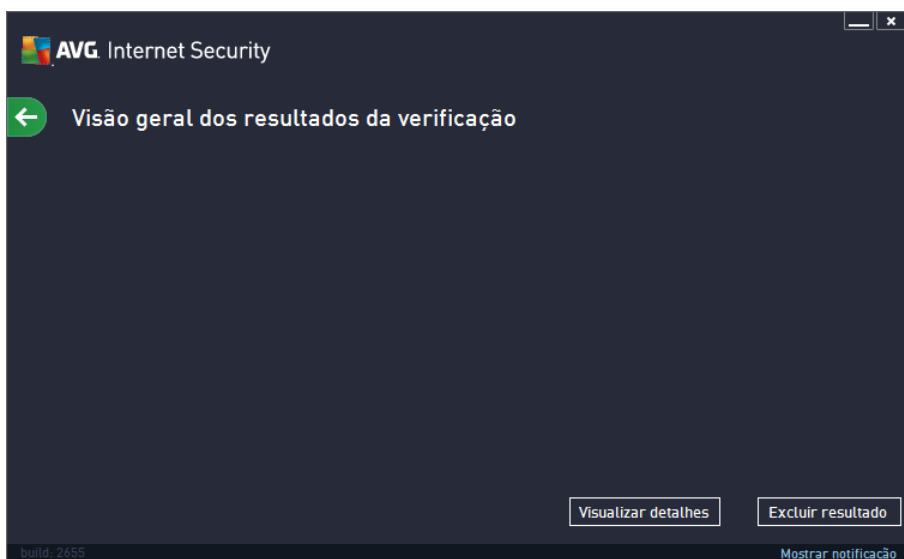 AVG. Internet Security
Visão geral dos resultados da verificação
Visualizar detalhes
Excluir resultado
build: 2655
Mostrar notificação